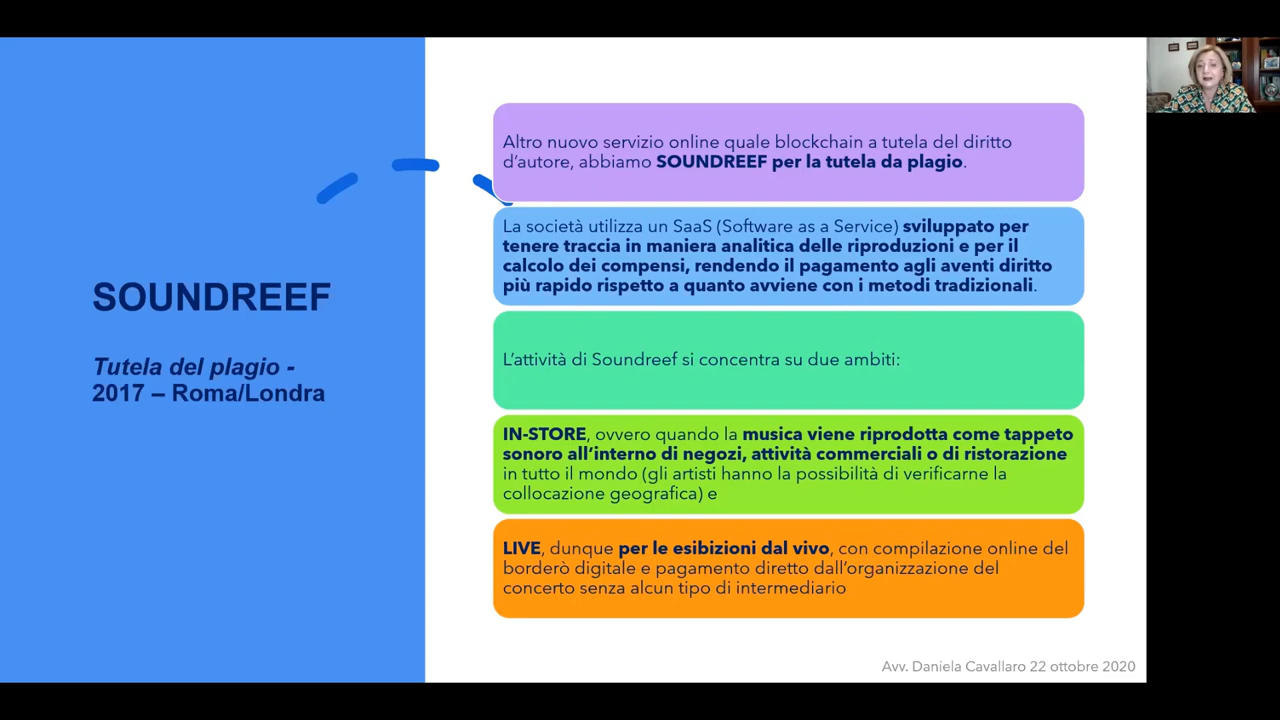 SOUNDREEF
Tutela del plagio -
2017 – Roma/Londra
Altro nuovo servizio online quale blockchain a tutela del diritto
d’autore, abbiamo SOUNDREEF per la tutela da plagio.
La società utilizza un SaaS (Software as a Service) sviluppato per
tenere traccia in maniera analitica delle riproduzioni e per il
calcolo dei compensi, rendendo il pagamento agli aventi diritto
più rapido rispetto a quanto avviene con i metodi tradizionali.
L’attività di Soundreef si concentra su due ambiti:
IN-STORE, ovvero quando la musica viene riprodotta come tappeto
sonoro all’interno di negozi, attività commerciali o di ristorazione
in tutto il mondo (gli artisti hanno la possibilità di verificarne la
collocazione geografica) e
LIVE, dunque per le esibizioni dal vivo, con compilazione online del
borderò digitale e pagamento diretto dall’organizzazione del
concerto senza alcun tipo di intermediario
Avv. Daniela Cavallaro 22 ottobre 2020